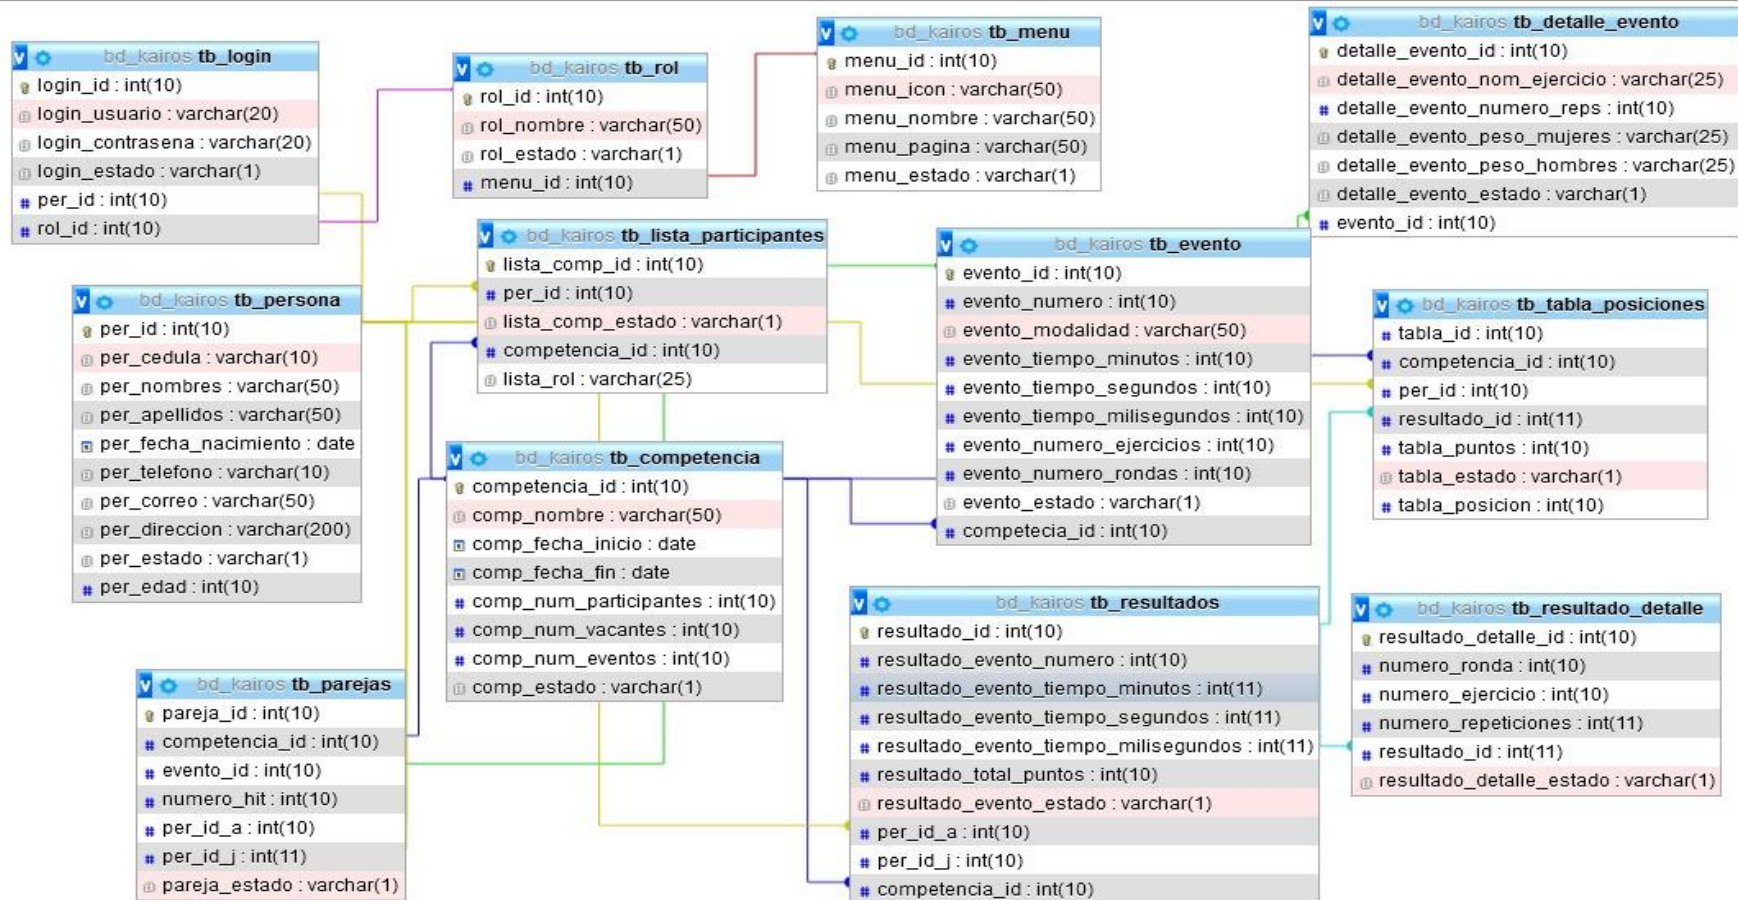 bd_kairos tb_login
login_id : int(10)
login_usuario : varchar(20)
login_contrasena : varchar(20)
login_estado : varchar(1)
per_id : int(10)
rol_id : int(10)
bd_kairos tb_rol
rol_id : int(10)
rol_nombre : varchar(50)
rol_estado : varchar(1)
menu_id : int(10)
bd_kairos tb_menu
menu_id : int(10)
menu_icon : varchar(50)
menu_nombre : varchar(50)
menu_pagina : varchar(50)
menu_estado : varchar(1)
bd_kairos tb_detalle_evento
detalle_evento_id : int(10)
detalle_evento_nom_ejercicio : varchar(25)
detalle_evento_numero_reps : int(10)
detalle_evento_peso_mujeres : varchar(25)
detalle_evento_peso_hombres : varchar(25)
detalle_evento_estado : varchar(1)
evento_id : int(10)
bd_kairos tb_persona
per_id : int(10)
per_cedula : varchar(10)
per_nombres : varchar(50)
per_apellidos : varchar(50)
per_fecha_nacimiento : date
per_telefono : varchar(10)
per_correo : varchar(50)
per_direccion : varchar(200)
per_estado : varchar(1)
per_edad : int(10)
bd_kairos tb_lista_participantes
lista_comp_id : int(10)
per_id : int(10)
lista_comp_estado : varchar(1)
competencia_id : int(10)
lista_rol : varchar(25)
bd_kairos tb_evento
evento_id : int(10)
evento_numero : int(10)
evento_modalidad : varchar(50)
evento_tiempo_minutos : int(10)
evento_tiempo_segundos : int(10)
evento_tiempo_milisegundos : int(10)
evento_numero_ejercicios : int(10)
evento_numero_rondas : int(10)
evento_estado : varchar(1)
competecia_id : int(10)
bd_kairos tb_tabla_posiciones
tabla_id : int(10)
competencia_id : int(10)
per_id : int(10)
resultado_id : int(11)
tabla_puntos : int(10)
tabla_estado : varchar(1)
tabla_posicion : int(10)
bd_kairos tb_competencia
competencia_id : int(10)
comp_nombre : varchar(50)
comp_fecha_inicio : date
comp_fecha_fin : date
comp_num_participantes : int(10)
comp_num_vacantes : int(10)
comp_num_eventos : int(10)
comp_estado : varchar(1)
bd_kairos tb_parejas
pareja_id : int(10)
competencia_id : int(10)
evento_id : int(10)
numero_hit : int(10)
per_id_a : int(10)
per_id_j : int(11)
pareja_estado : varchar(1)
bd_kairos tb_resultados
resultado_id : int(10)
resultado_evento_numero : int(10)
resultado_evento_tiempo_minutos : int(11)
resultado_evento_tiempo_segundos : int(11)
resultado_evento_tiempo_milisegundos : int(11)
resultado_total_puntos : int(10)
resultado_evento_estado : varchar(1)
per_id_a : int(10)
per_id_j : int(10)
competencia_id : int(10)
bd_kairos tb_resultado_detalle
resultado_detalle_id : int(10)
numero_ronda : int(10)
numero_ejercicio : int(10)
numero_repeticiones : int(11)
resultado_id : int(11)
resultado_detalle_estado : varchar(1)